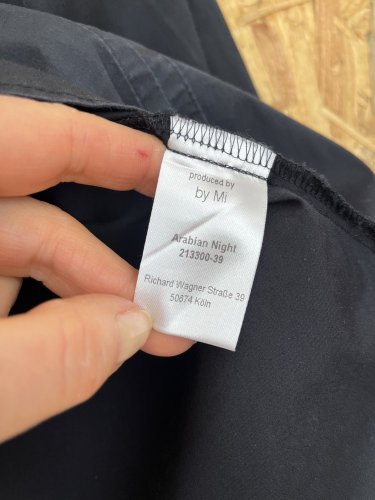 produced by
by Mi
Arabian Night
213300-39
Richard Wagner Straße 39
50674 Köln